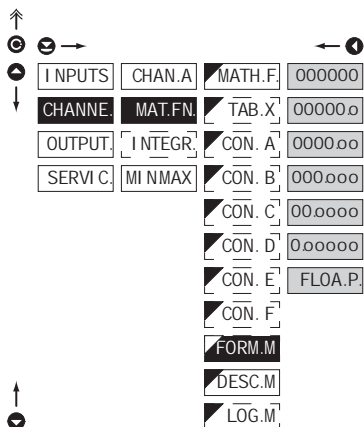 INPUTS CHAN.A MATH.F. 000000
CHANNE. MAT.FN. TAB.X 00000.0
OUTPUT. INTEGR. CON. A 0000.00
SERVIC. MINMAX CON. B 000.000
CON. C 00.0000
CON. D 0.00000
CON. E FLOA.P.
CON. F
FORM.M
DESC.M
LOG.M